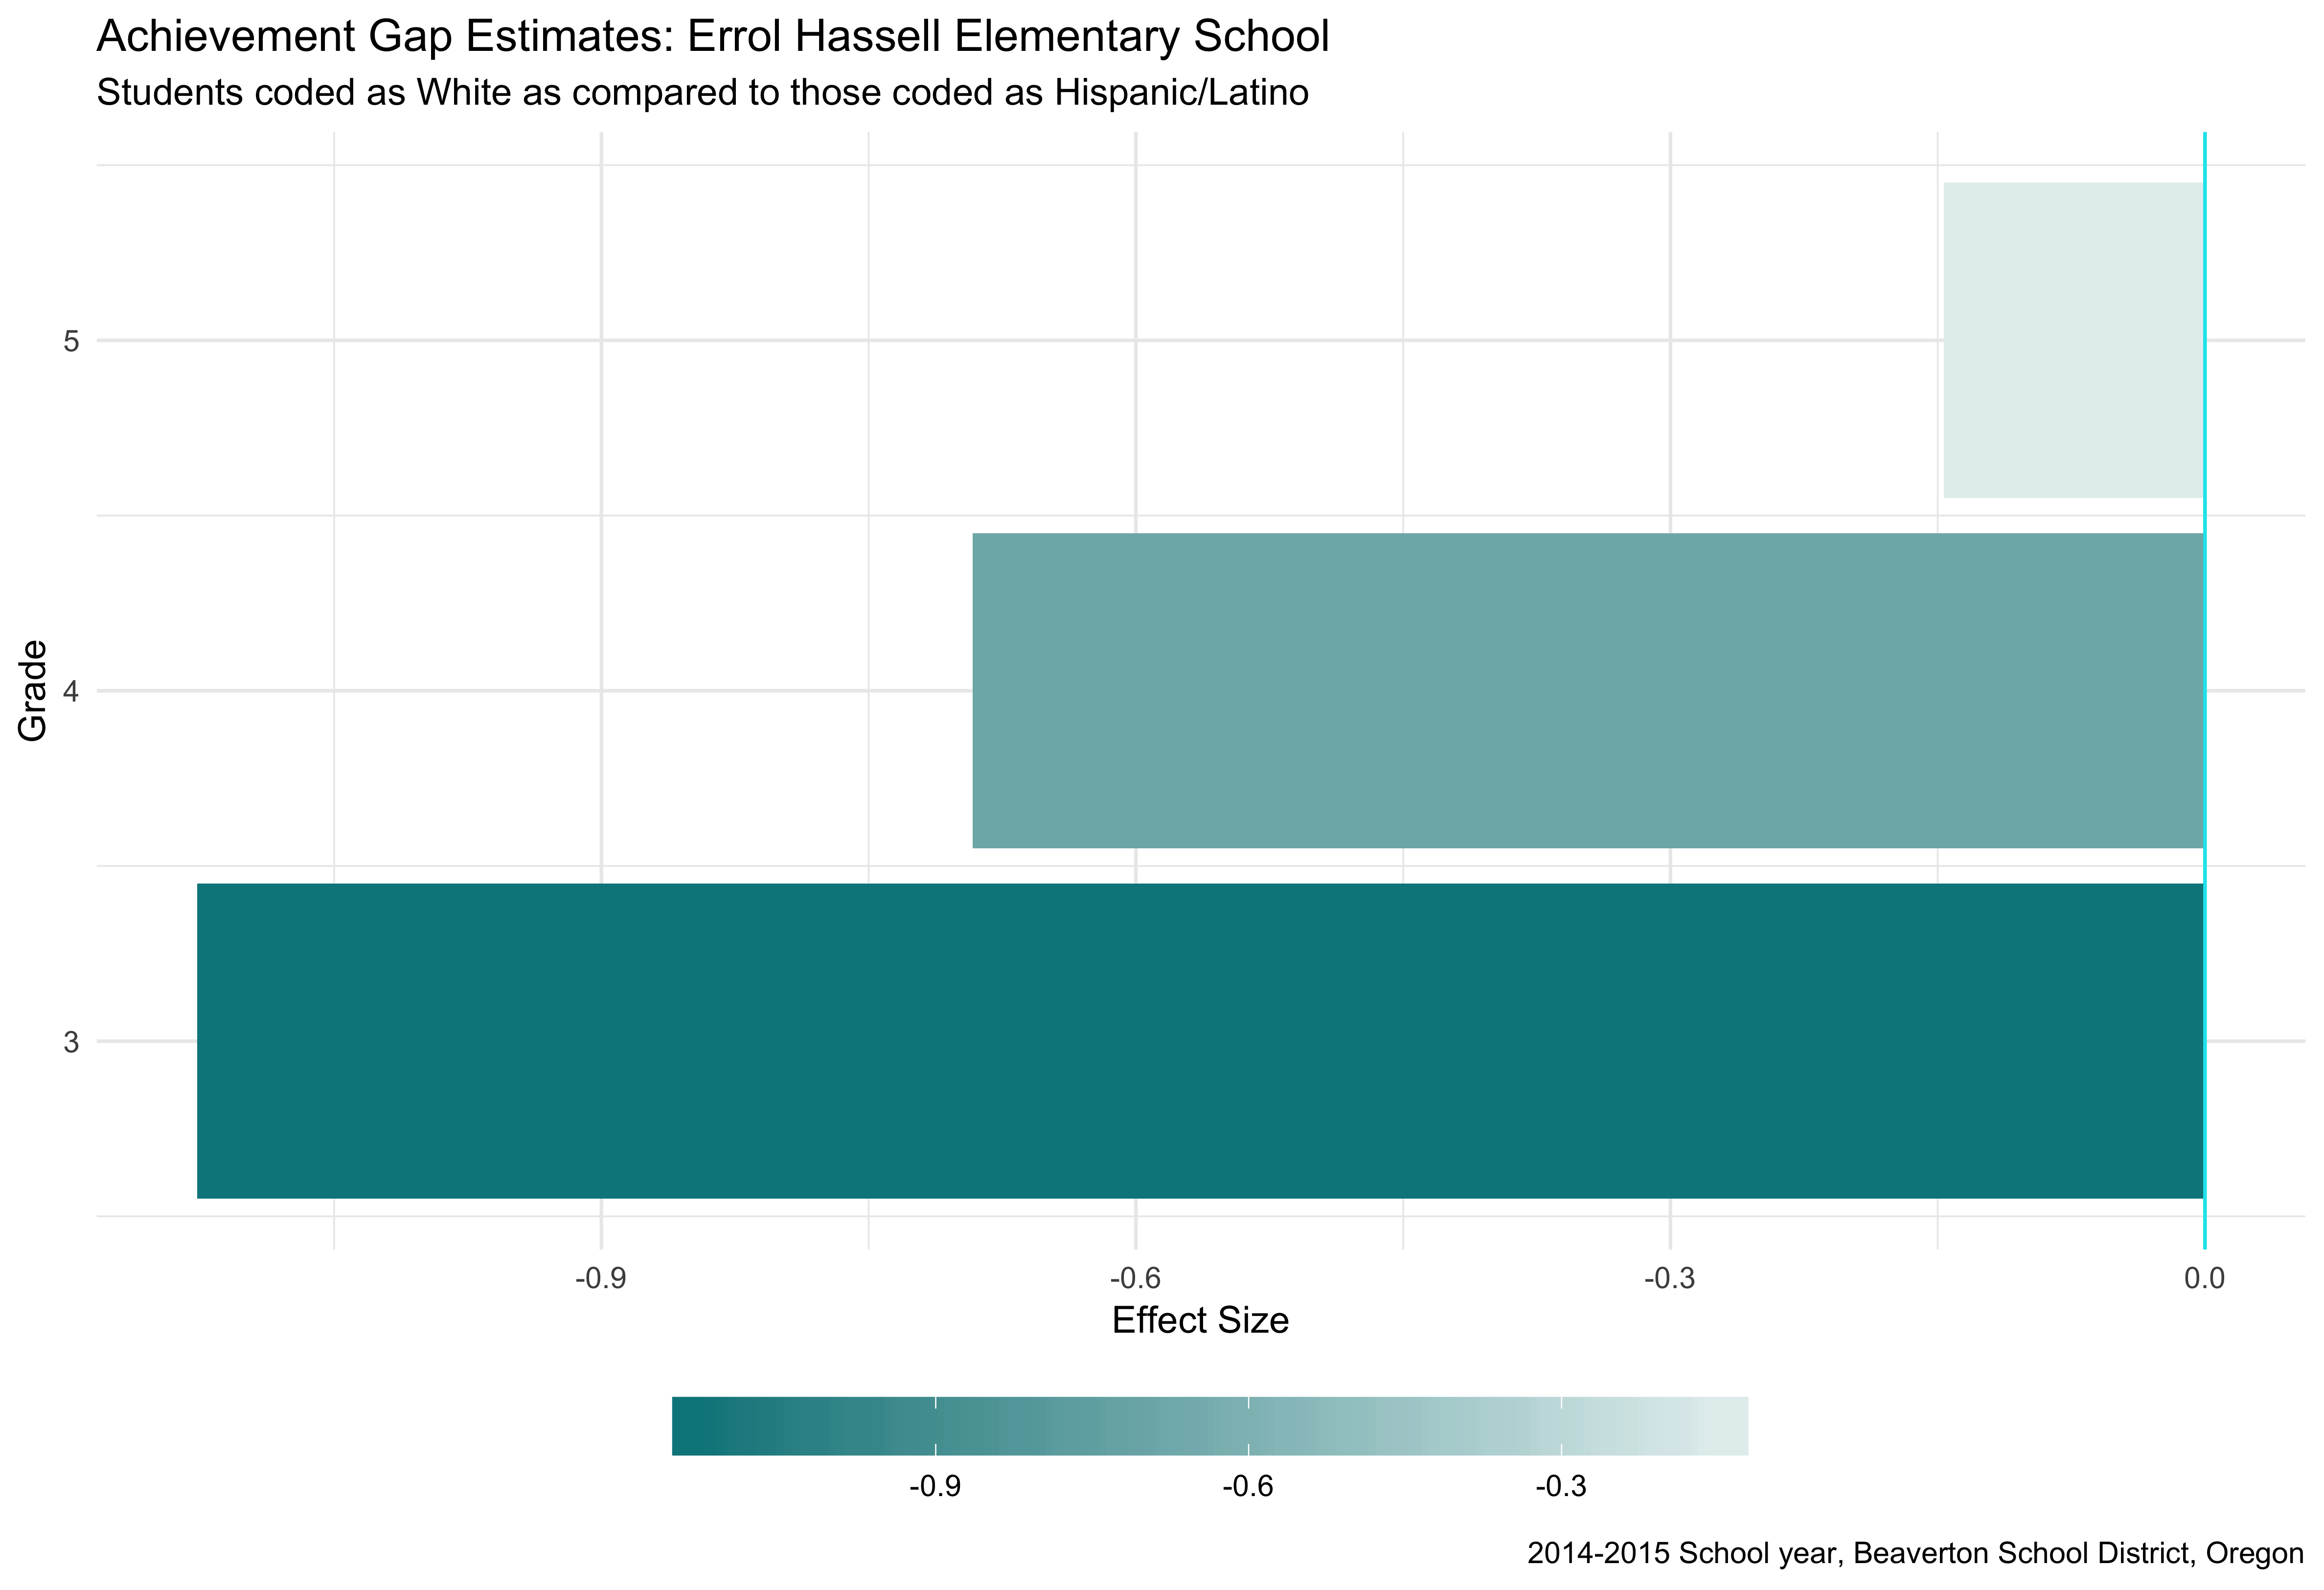 Achievement Gap Estimates: Errol Hassell Elementary School
Students coded as White as compared to those coded as Hispanic/Latino
5
4
3
Grade
-0.9 -0.6 -0.3 0.0
Effect Size
-0.9 -0.6 -0.3
2014-2015 School year, Beaverton School District, Oregon